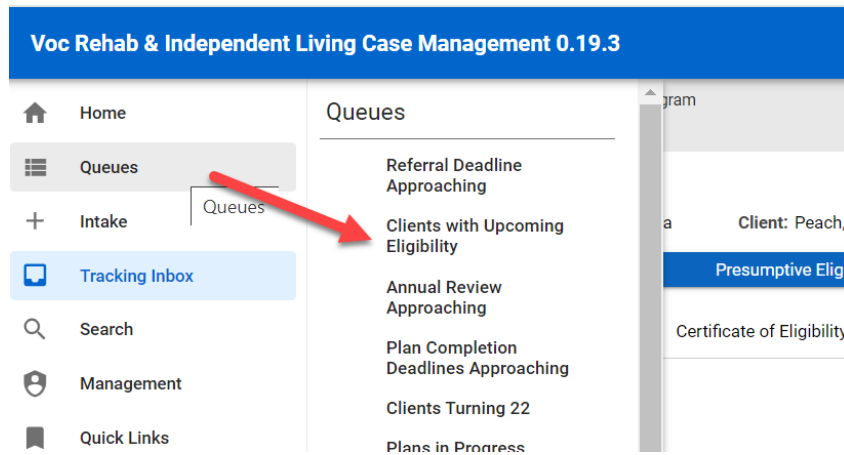 Voc Rehab & Independent Living Case Management 0.19.3
Home
Queues
Queues
Intake
Tracking Inbox
Search
Management
Quick Links
Queues
Referral Deadline
Approaching
Clients with Upcoming
Eligibility
Annual Review
Approaching
Plan Completion
Deadlines Approaching
Clients Turning 22
Plans in Progress
gram
a Client: Peach,
Presumptive Elig
Certificate of Eligibility